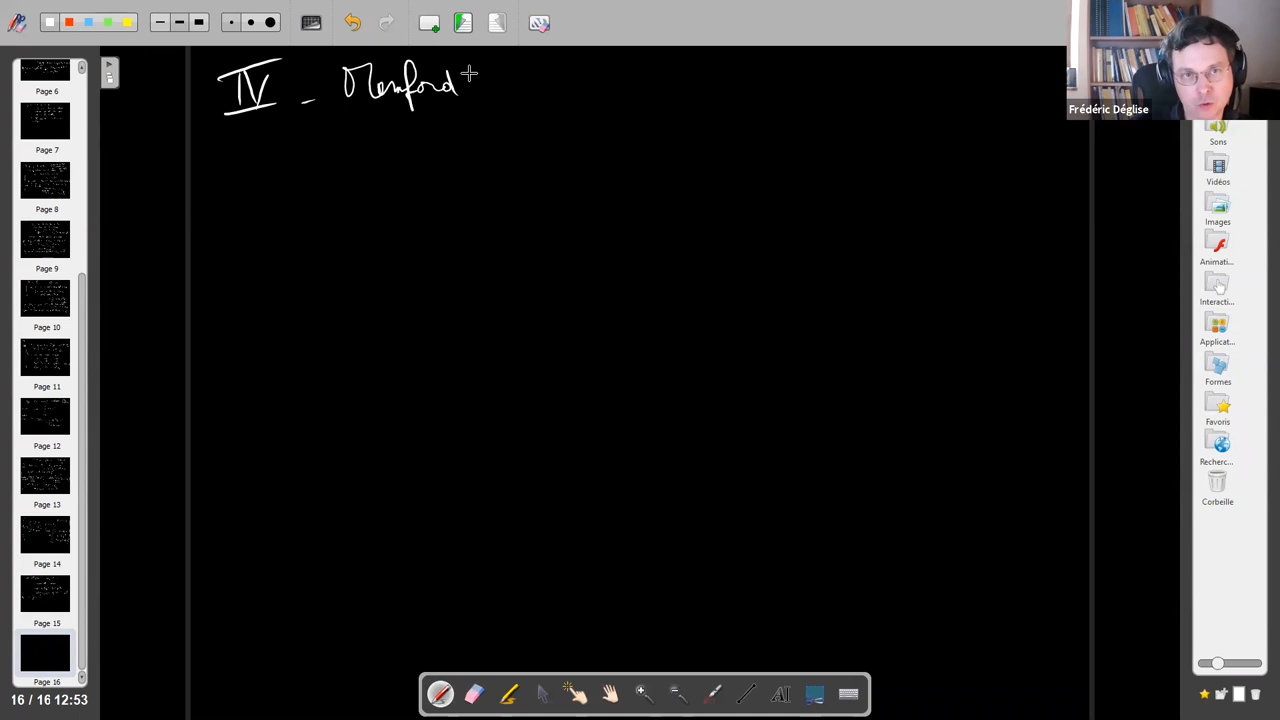 IV - Mumford
Frédéric Déglise
Page 6
Page 7
Page 8
Page 9
Page 10
Page 11
Page 12
Page 13
Page 14
Page 15
Page 16
16 / 16 12:53
Sons
Vidéos
Images
Animati...
Interacti...
Applicat...
Formes
Favoris
Recherc...
Corbeille
AI